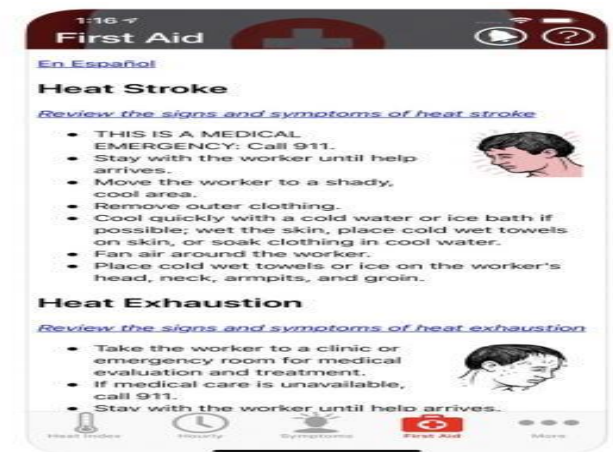 1:16
First Aid
En Español
Heat Stroke
Review the signs and symptoms of heat stroke
• THIS IS A MEDICAL
EMERGENCY: Call 911.
• Stay with the worker until help
arrives.
• Move the worker to a shady,
cool area.
• Remove outer clothing.
• Cool quickly with a cold water or ice bath if
possible; wet the skin, place cold wet towels
on skin, or soak clothing in cool water.
• Fan air around the worker.
• Place cold wet towels or ice on the worker's
head, neck, armpits, and groin.
Heat Exhaustion
Review the signs and symptoms of heat exhaustion
• Take the worker to a clinic or
emergency room for medical
evaluation and treatment.
• If medical care is unavailable,
call 911.
• Stay with the worker until help arrives.
Heat Index Hourly Symptoms First Aid More